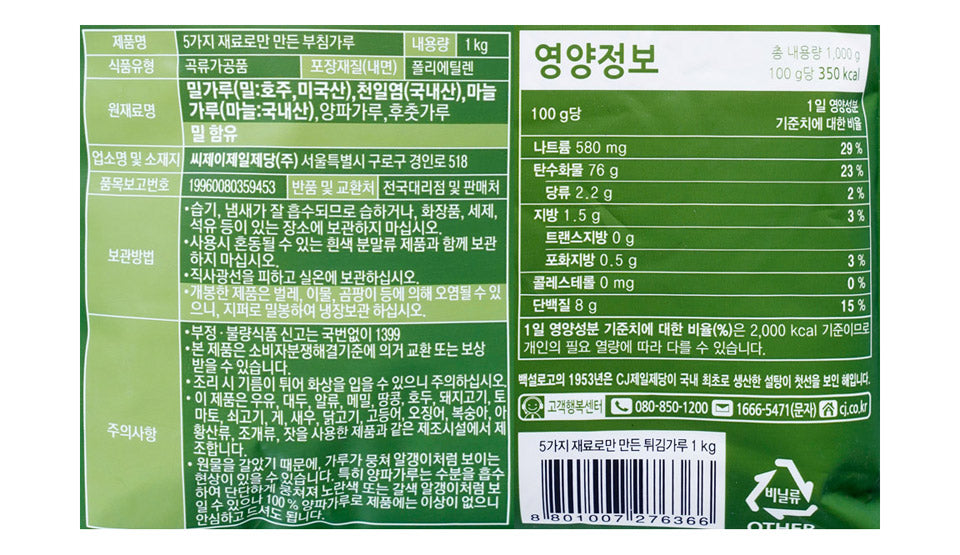 제품명 5가지 재료로만 만든 부침가루 내용량 1 kg
식품유형 곡류가공품 포장재질(내면) 폴리에틸렌
원재료명 밀가루(밀:호주,미국산),천일염(국내산),마늘
가루(마늘:국내산),양파가루,후춧가루
밀 함유
업소명 및 소재지 씨제이제일제당(주) 서울특별시 구로구 경인로 518
품목보고번호 19960080359453 반품 및 교환처 전국대리점 및 판매처
보관방법
•습기, 냄새가 잘 흡수되므로 습하거나, 화장품, 세제,
석유 등이 있는 장소에 보관하지 마십시오.
•사용시 혼동될 수 있는 흰색 분말류 제품과 함께 보관
하지 마십시오.
•직사광선을 피하고 실온에 보관하십시오.
•개봉한 제품은 벌레, 이물, 곰팡이 등에 의해 오염될 수 있
으니, 지퍼로 밀봉하여 냉장보관 하십시오.
주의사항
•부정·불량식품 신고는 국번없이 1399
•본 제품은 소비자분쟁해결기준에 의거 교환 또는 보상
받을 수 있습니다.
•조리 시 기름이 튀어 화상을 입을 수 있으니 주의하십시오.
•이 제품은 우유, 대두, 알류, 메밀, 땅콩, 호두, 돼지고기, 토
마토, 쇠고기, 게, 새우, 닭고기, 고등어, 오징어, 복숭아, 아
황산류, 조개류, 잣을 사용한 제품과 같은 제조시설에서 제
조합니다.
•원물을 갈았기 때문에, 가루가 뭉쳐 알갱이처럼 보이는
현상이 있을 수 있습니다. 특히 양파가루는 수분을 흡수
하여 단단하게 뭉쳐져 노란색 또는 갈색 알갱이처럼 보
일 수 있으나 100 % 양파가루로 제품에는 이상이 없으니
안심하고 드셔도 됩니다.
영양정보
총 내용량 1,000 g
100 g당 350 kcal
100 g당 1일 영양성분
기준치에 대한 비율
나트륨 580 mg 29 %
탄수화물 76 g 23 %
당류 2.2 g 2 %
지방 1.5 g 3 %
트랜스지방 0 g
포화지방 0.5 g 3 %
콜레스테롤 0 mg 0 %
단백질 8 g 15 %
1일 영양성분 기준치에 대한 비율(%)은 2,000 kcal 기준이므로
개인의 필요 열량에 따라 다를 수 있습니다.
백설로고의 1953년은 CJ제일제당이 국내 최초로 생산한 설탕이 첫선을 보인 해입니다.
고객행복센터 080-850-1200 1666-5471(문자) cj.co.kr
5가지 재료로만 만든 튀김가루 1 kg
8 801007 276366
비닐류
OTHER